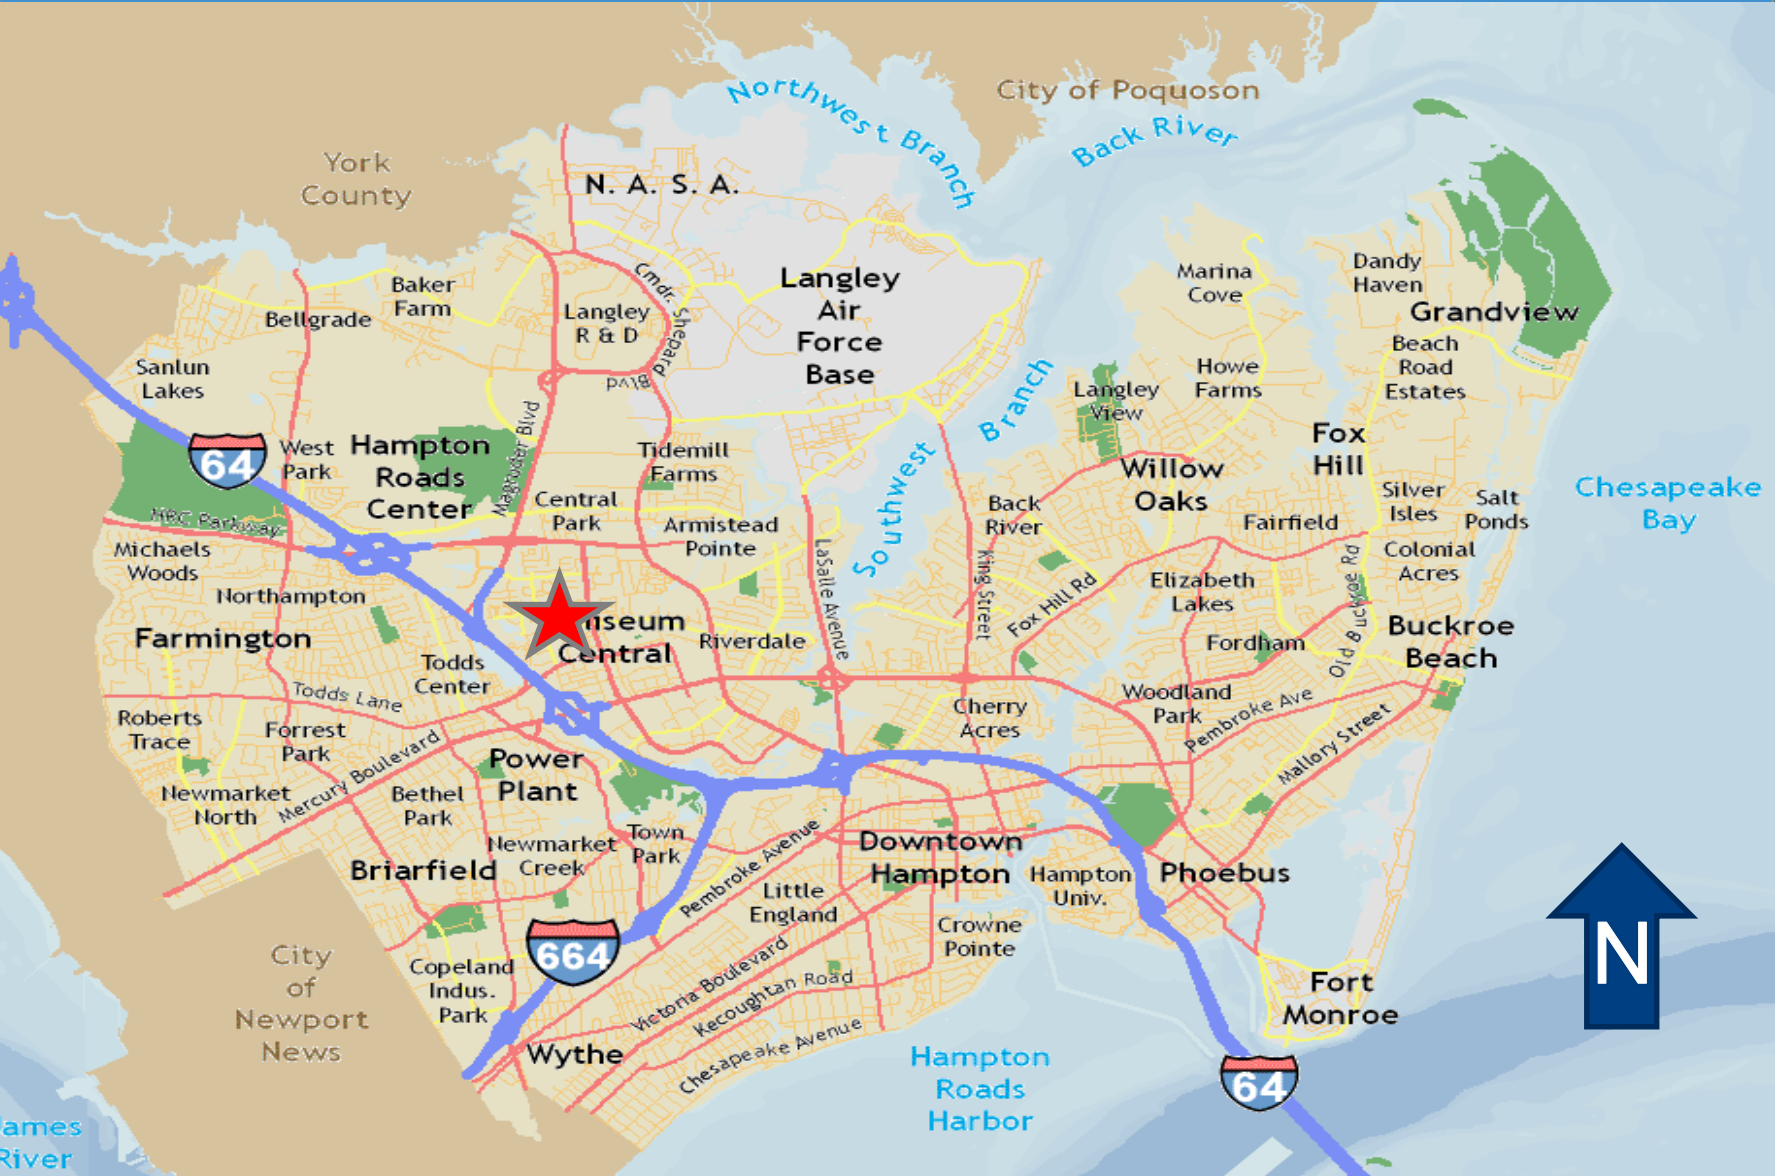 City of Poquoson
Northwest Branch
Back River
York
County
N. A. S. A.
Langley
Air
Force
Base
Cmdr. Shepard
Blvd
Langley
R & D
Baker
Farm
Bellgrade
Sanlun
Lakes
Marina
Cove
Dandy
Haven
Grandview
Beach
Road
Estates
Howe
Farms
Langley
View
Branch
Southwest
64
West
Park
Hampton
Roads
Center
Magruder Blvd
Tidemill
Farms
Central
Park
Armistead
Pointe
HRC Parkway
Michaels
Woods
Northampton
Farmington
Back
River
Willow
Oaks
Fox
Hill
Silver
Isles
Salt
Ponds
Fairfield
Colonial
Acres
Chesapeake
Bay
LaSalle Avenue
King Street
Fox Hill Rd
Elizabeth
Lakes
Fordham
Old Buckroe Rd
Buckroe
Beach
iseum
Central
Riverdale
Todds
Center
Todds Lane
Roberts
Trace
Forrest
Park
Mercury Boulevard
Newmarket
North
Power
Plant
Bethel
Park
Cherry
Acres
Woodland
Park
Pembroke Ave
Mallory Street
Newmarket
Creek
Town
Park
Briarfield
Pembroke Avenue
Downtown
Hampton
Little
England
Hampton
Univ.
Phoebus
Crowne
Pointe
664
Copeland
Indus.
Park
Victoria Boulevard
Kecoughtan Road
Chesapeake Avenue
Wythe
City
of
Newport
News
Fort
Monroe
N
Hampton
Roads
Harbor
64
James
River